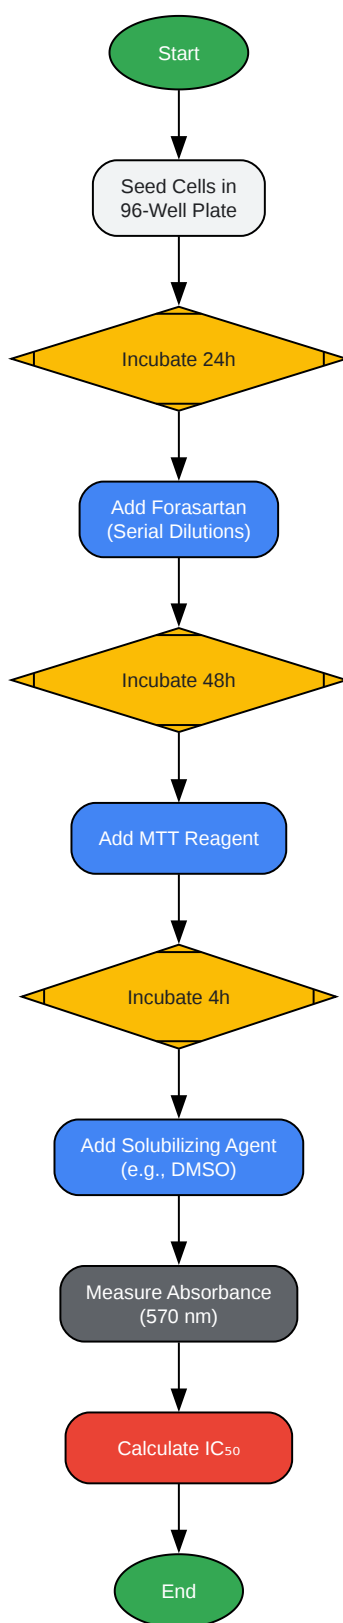 Start
Seed Cells in
96-Well Plate
Incubate 24h
Add Forasartan
(Serial Dilutions)
Incubate 48h
Add MTT Reagent
Incubate 4h
Add Solubilizing Agent
(e.g., DMSO)
Measure Absorbance
(570 nm)
Calculate IC₅₀
End